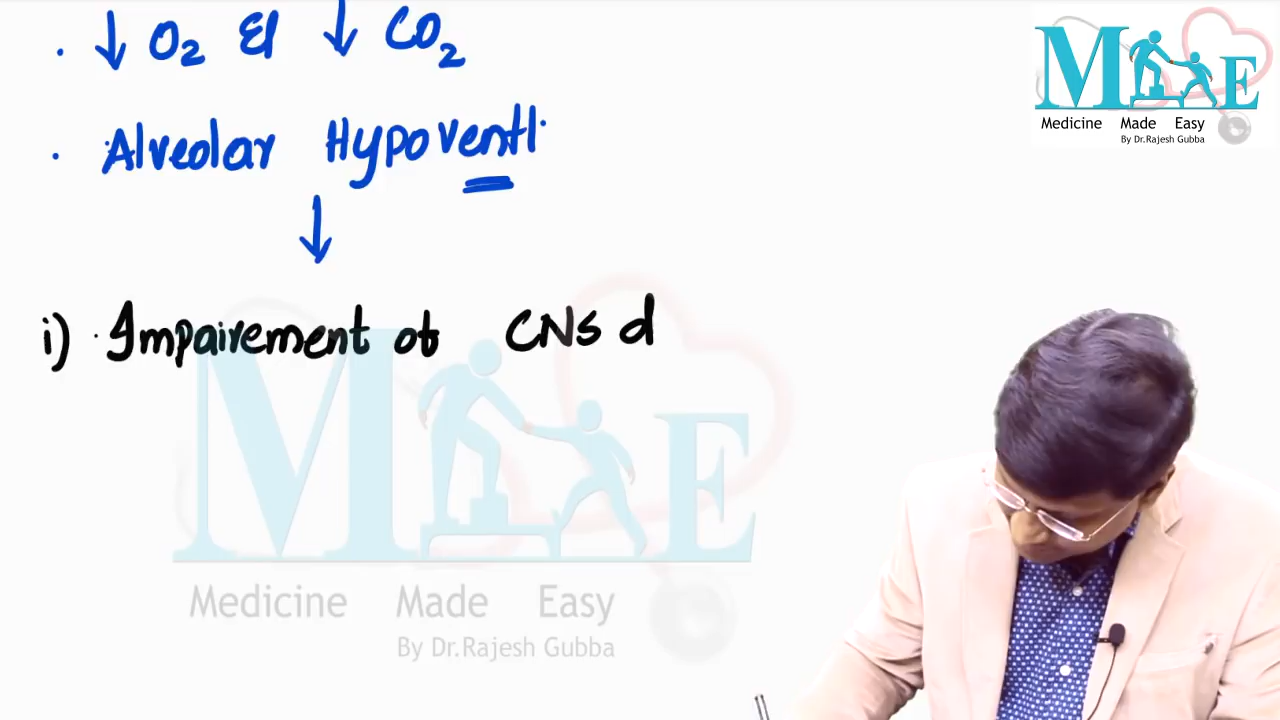 · ↓ O₂ & ↓ CO₂
· Alveolar Hypoventl·
↓
i) Impairement of CNS d
MADE
Medicine Made Easy
By Dr.Rajesh Gubba
M E
Medicine Made Easy
By Dr.Rajesh Gubba